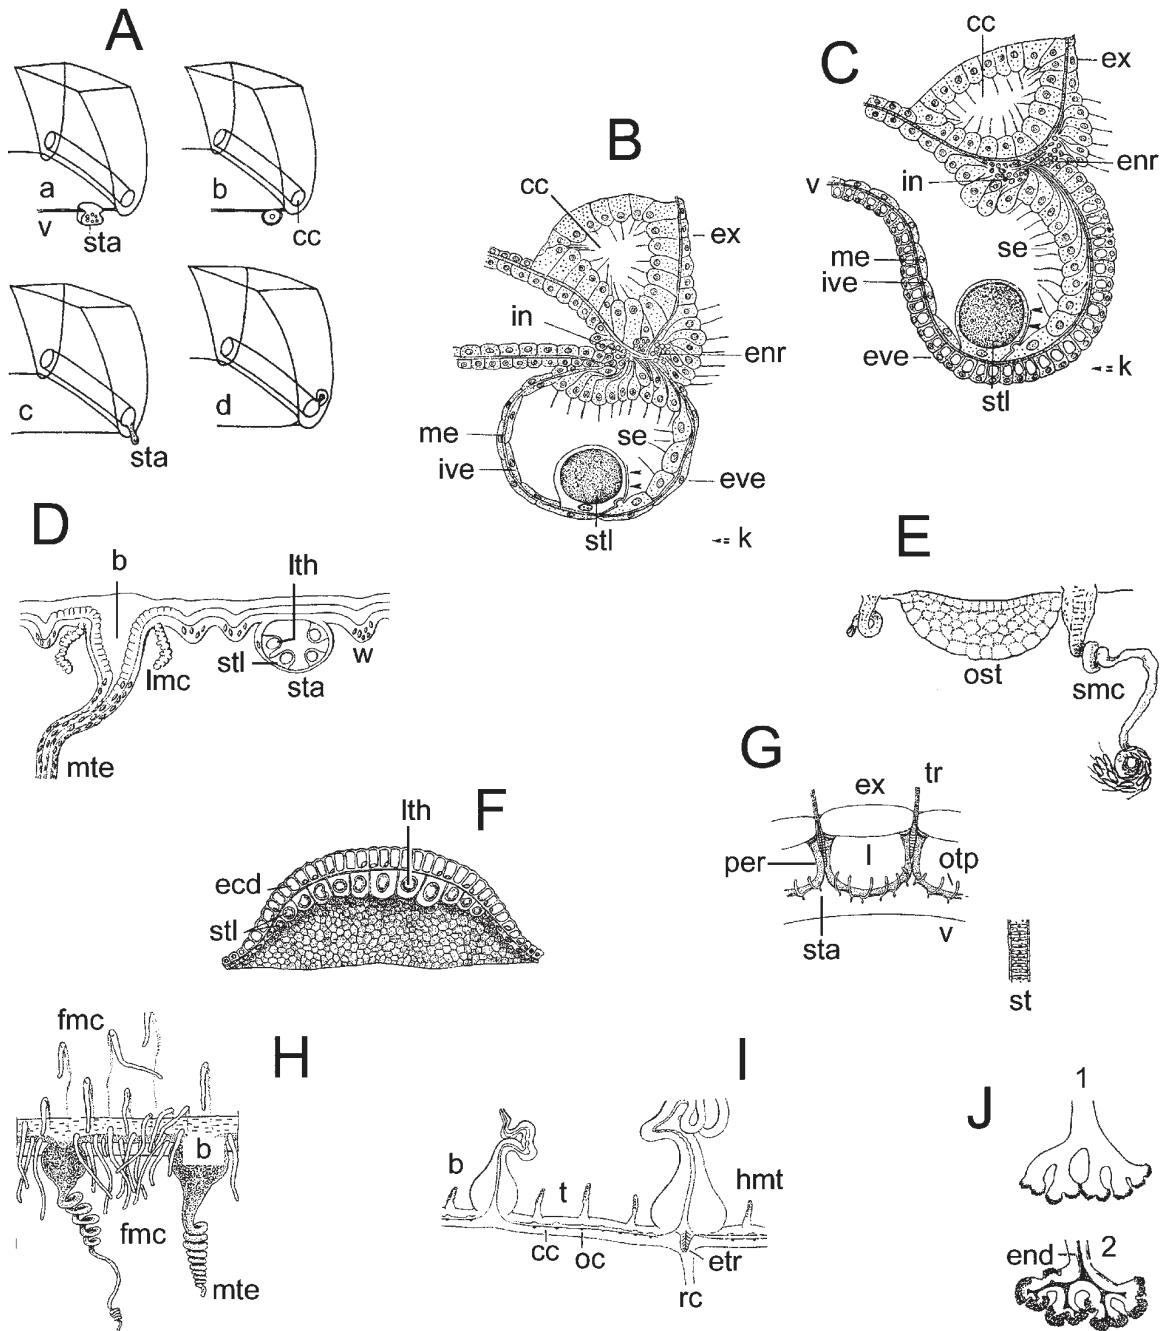 A
a
v
sta
b
cc
c
sta
d
B
cc
ex
in
enr
me
ive
se
eve
stl
k
C
cc
ex
enr
in
v
se
me
ive
eve
stl
k
D
b
lth
stl
sta
w
lmc
mte
E
ost
smc
F
lth
ecd
stl
G
ex
tr
per
l
otp
sta
v
st
H
fmc
b
fmc
mte
I
b
t
hmt
cc
oc
etr
rc
J
1
end
2